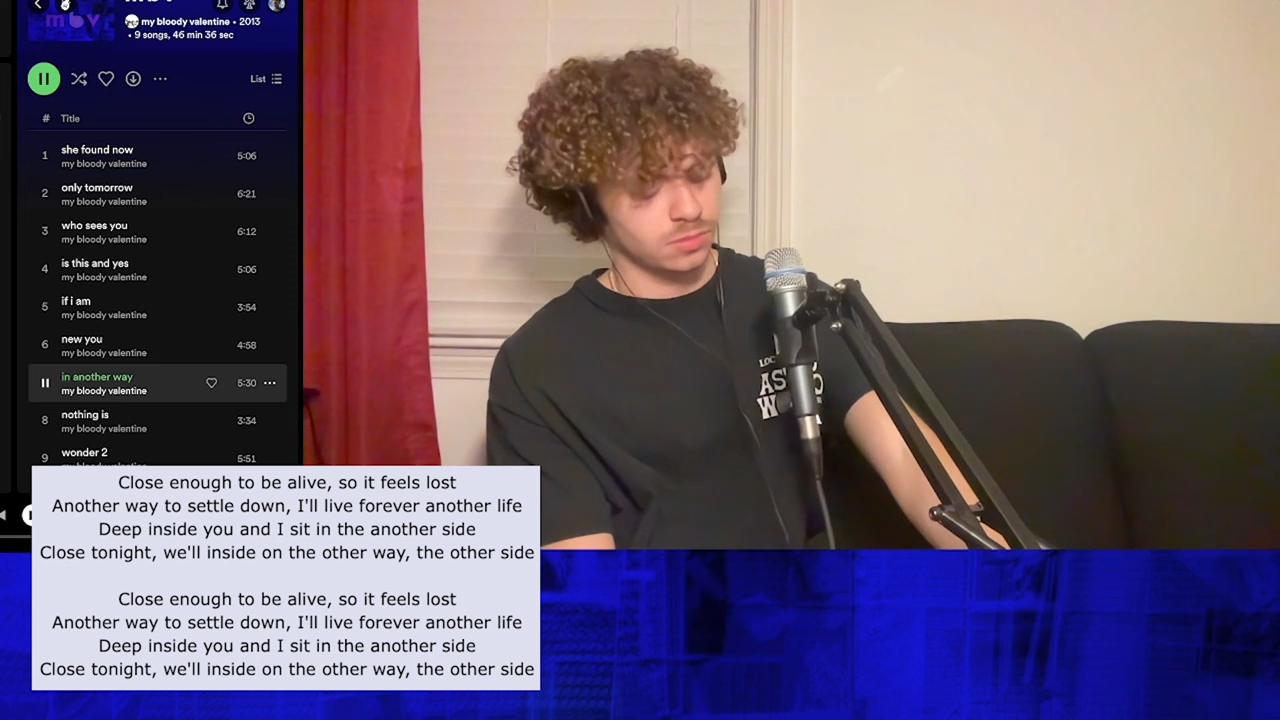 mbv
my bloody valentine • 2013
• 9 songs, 46 min 36 sec
List
# Title
1 she found now 5:06
my bloody valentine
2 only tomorrow 6:21
my bloody valentine
3 who sees you 6:12
my bloody valentine
4 is this and yes 5:06
my bloody valentine
5 if i am 3:54
my bloody valentine
6 new you 4:58
my bloody valentine
in another way 5:30
my bloody valentine
8 nothing is 3:34
my bloody valentine
9 wonder 2 5:51
Close enough to be alive, so it feels lost
Another way to settle down, I'll live forever another life
Deep inside you and I sit in the another side
Close tonight, we'll inside on the other way, the other side
Close enough to be alive, so it feels lost
Another way to settle down, I'll live forever another life
Deep inside you and I sit in the another side
Close tonight, we'll inside on the other way, the other side